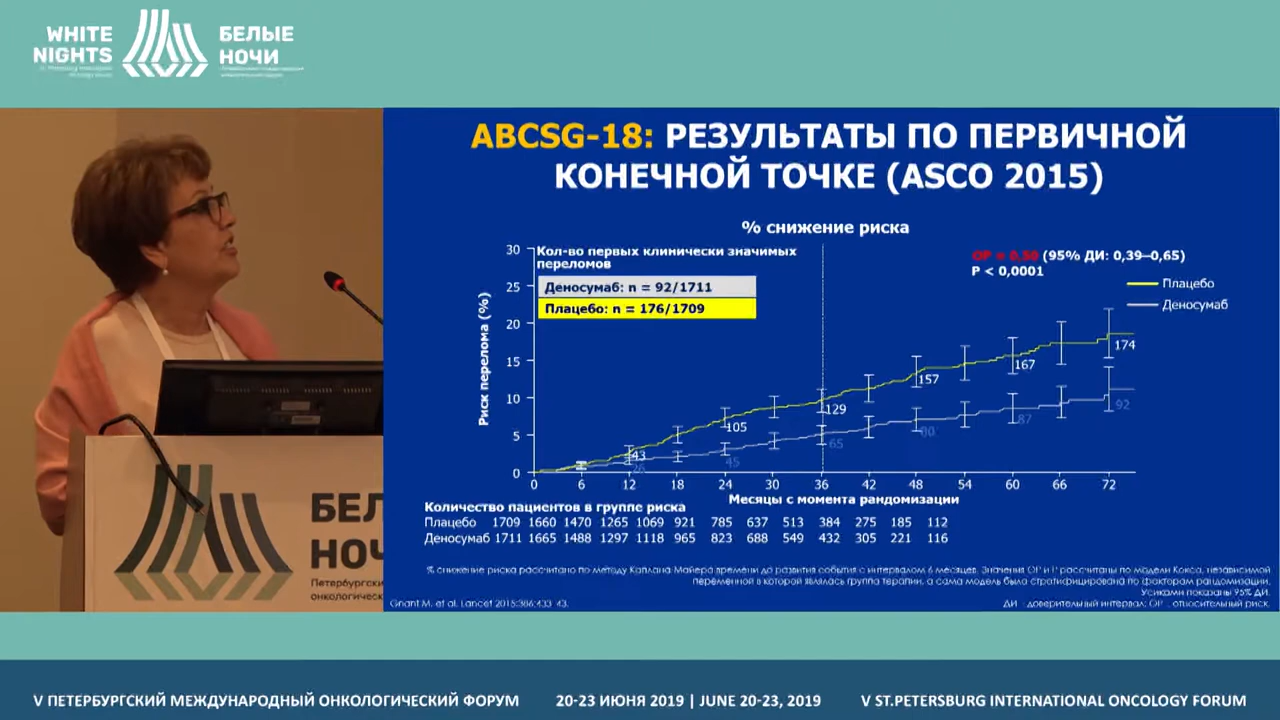 WHITE
NIGHTS
БЕЛЫЕ
НОЧИ
ABCSG-18: РЕЗУЛЬТАТЫ ПО ПЕРВИЧНОЙ
КОНЕЧНОЙ ТОЧКЕ (ASCO 2015)
% снижение риска
Кол-во первых клинически значимых
переломов
Деносумаб: n = 92/1711
Плацебо: n = 176/1709
ОР = 0,50 (95% ДИ: 0,39–0,65)
P < 0,0001
Плацебо
Деносумаб
Риск перелома (%)
30
25
20
15
10
5
0
43
105
129
157
167
174
26
45
65
80
87
92
0 6 12 18 24 30 36 42 48 54 60 66 72
Месяцы с момента рандомизации
Количество пациентов в группе риска
Плацебо 1709 1660 1470 1265 1069 921 785 637 513 384 275 185 112
Деносумаб 1711 1665 1488 1297 1118 965 823 688 549 432 305 221 116
% снижение риска рассчитано по методу Каплана Майера времени до развития события с интервалом 6 месяцев. Значения ОР и Р рассчитаны по модели Кокса, независимой
переменной в которой являлась группа терапии, а сама модель была стратифицирована по факторам рандомизации.
Усиками показаны 95% ДИ.
Gnant M. et al. Lancet 2015;386:433-43.
ДИ - доверительный интервал; ОР - относительный риск.
БЕЛ
НОЧ
Петербургски
онкологическ
V ПЕТЕРБУРГСКИЙ МЕЖДУНАРОДНЫЙ ОНКОЛОГИЧЕСКИЙ ФОРУМ
20-23 ИЮНЯ 2019 | JUNE 20-23, 2019
V ST.PETERSBURG INTERNATIONAL ONCOLOGY FORUM